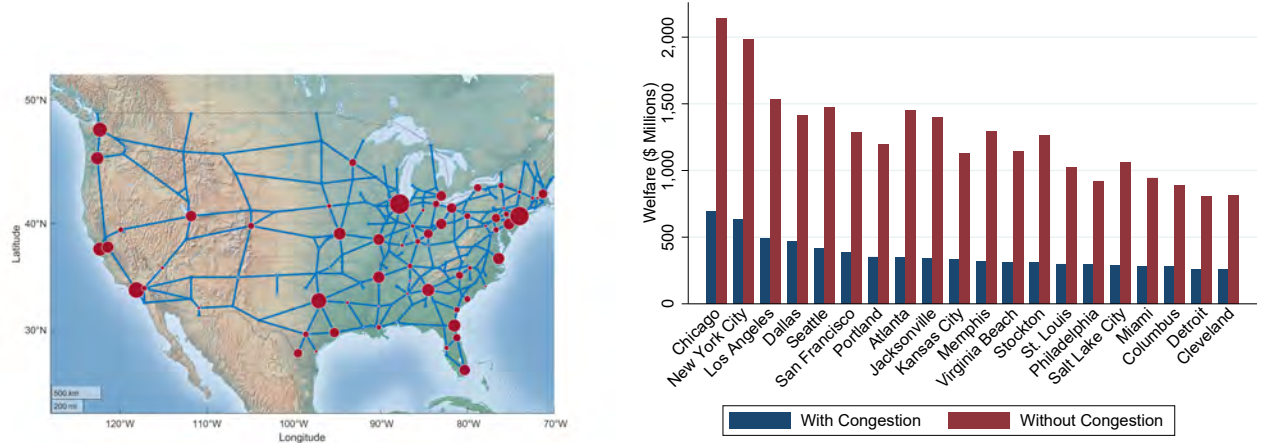 50°N
40°N
30°N
Latitude
500 km
200 mi
120°W
110°W
100°W
90°W
80°W
70°W
Longitude
Welfare ($ Millions)
2,000
1,500
1,000
500
0
Chicago
New York City
Los Angeles
Dallas
Seattle
San Francisco
Portland
Atlanta
Jacksonville
Kansas City
Memphis
Virginia Beach
Stockton
St. Louis
Philadelphia
Salt Lake City
Miami
Columbus
Detroit
Cleveland
With Congestion
Without Congestion